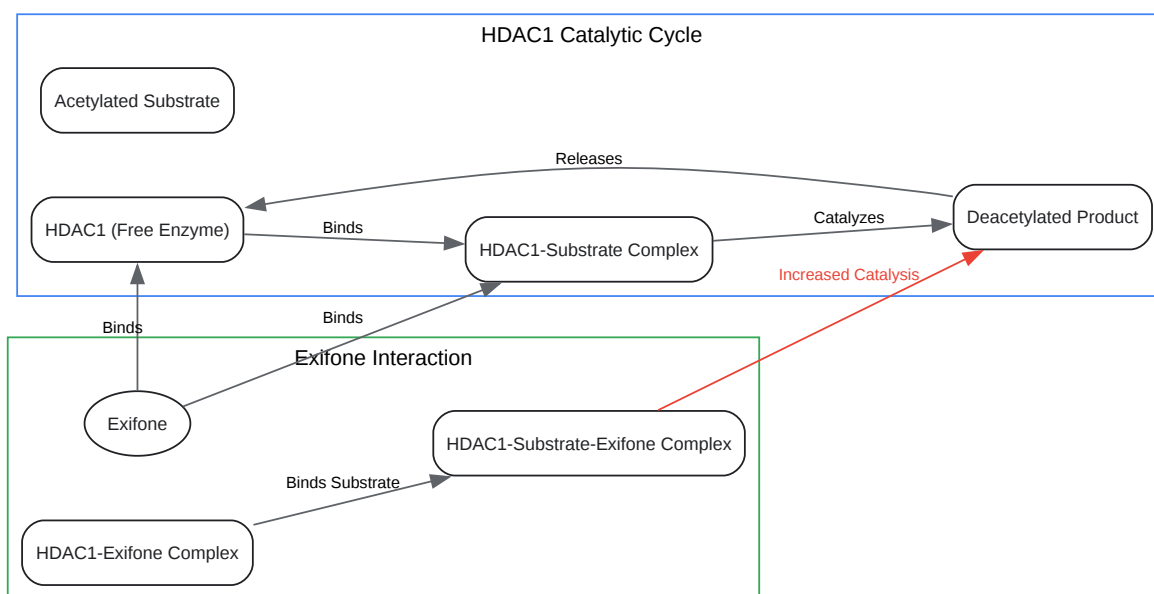 HDAC1 Catalytic Cycle
Acetylated Substrate
Releases
HDAC1 (Free Enzyme)
Binds
HDAC1-Substrate Complex
Catalyzes
Deacetylated Product
Increased Catalysis
Binds
Binds
Exifone Interaction
Exifone
HDAC1-Substrate-Exifone Complex
Binds Substrate
HDAC1-Exifone Complex